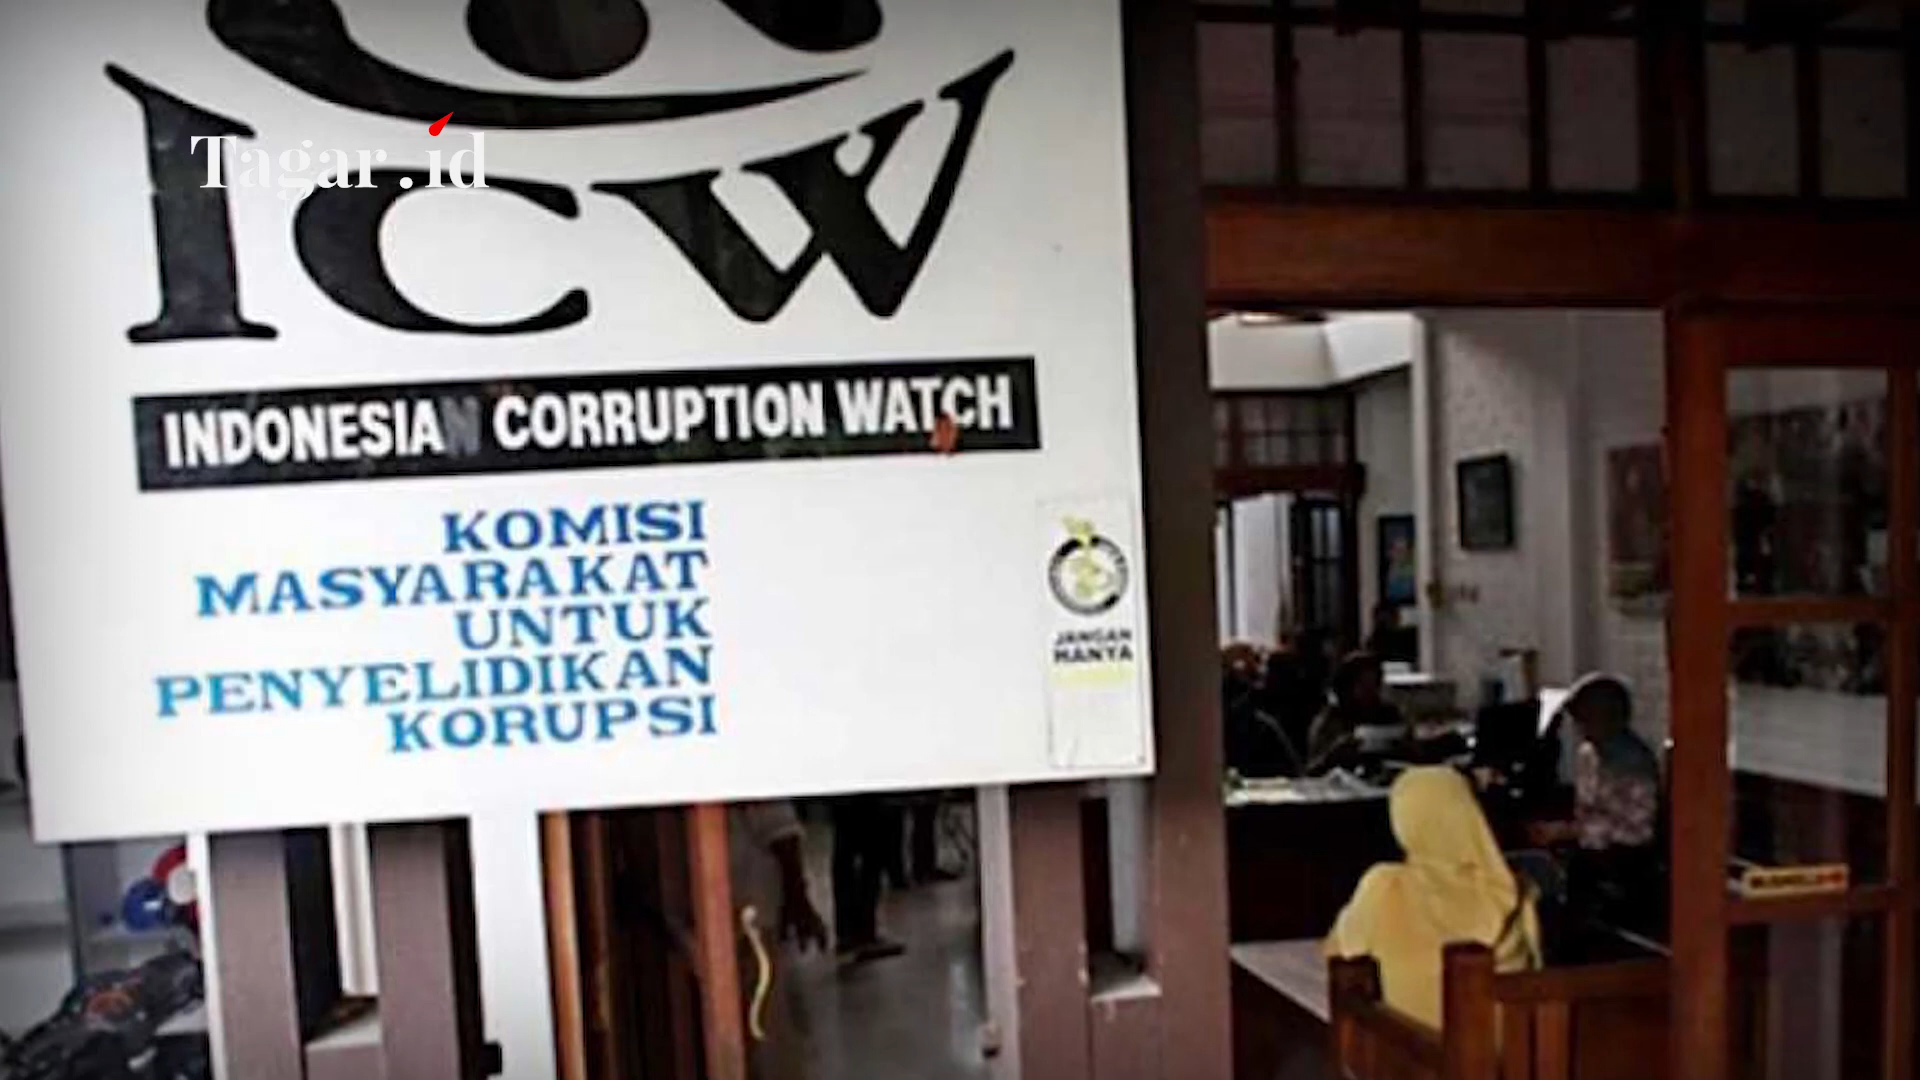 Tagar.id
ICW
INDONESIAN CORRUPTION WATCH
KOMISI
MASYARAKAT
UNTUK
PENYELIDIKAN
KORUPSI
JANGAN
HANYA